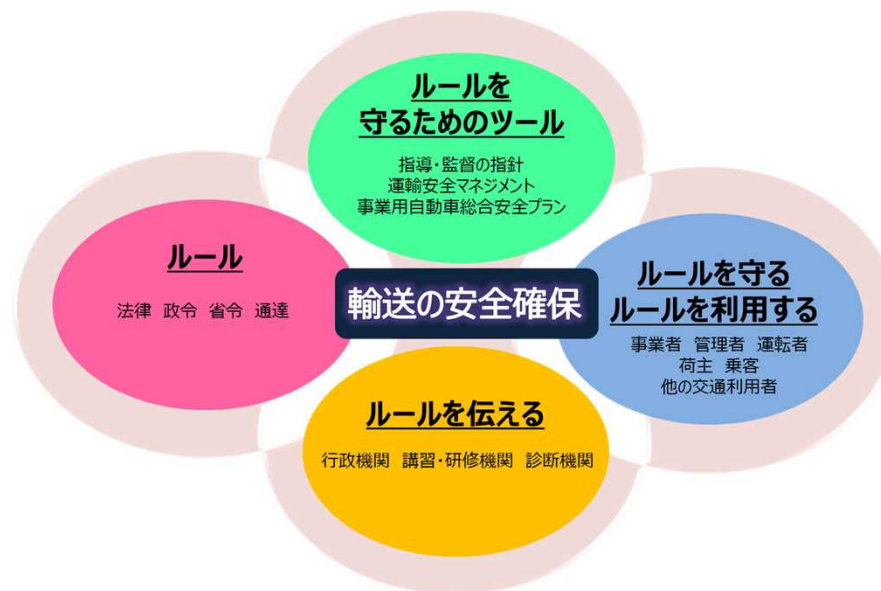 ルールを
守るためのツール
指導・監督の指針
運輸安全マネジメント
事業用自動車総合安全プラン
ルール
法律 政令 省令 通達
輸送の安全確保
ルールを守る
ルールを利用する
事業者 管理者 運転者
荷主 乗客
他の交通利用者
ルールを伝える
行政機関 講習・研修機関 診断機関